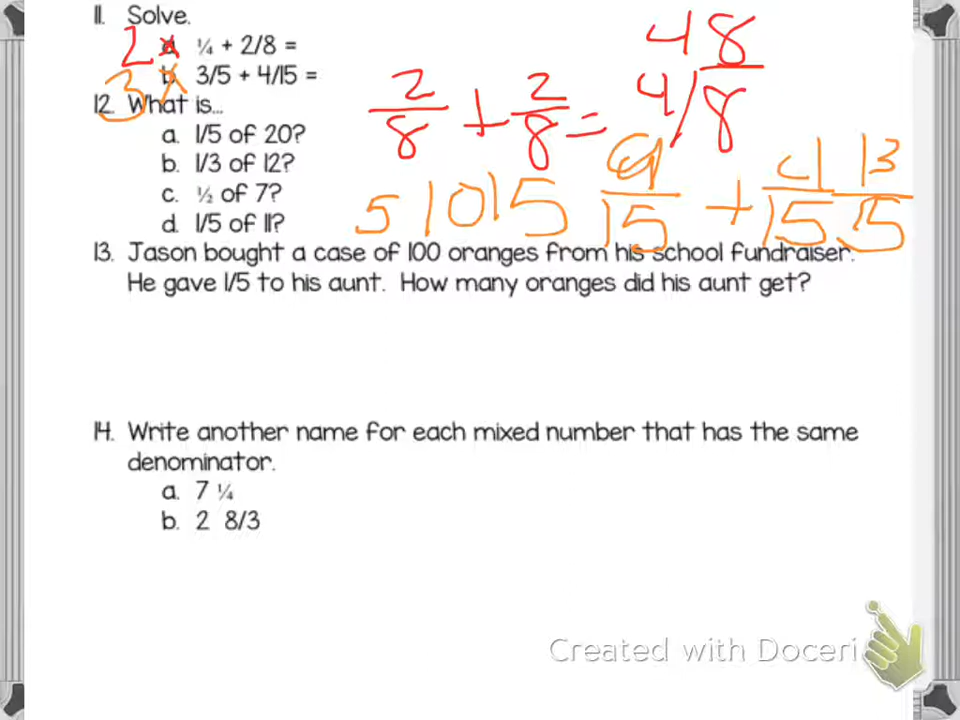 11. Solve.
2x a. ¼ + 2/8 =
3x b. 3/5 + 4/15 =
2/8 + 2/8 = 4/8
4 8
5 10 15 9/15 + 4/15 13/15
12. What is...
a. 1/5 of 20?
b. 1/3 of 12?
c. ½ of 7?
d. 1/5 of 11?
13. Jason bought a case of 100 oranges from his school fundraiser.
He gave 1/5 to his aunt. How many oranges did his aunt get?
14. Write another name for each mixed number that has the same
denominator.
a. 7 ¼
b. 2 8/3
Created with Doceri